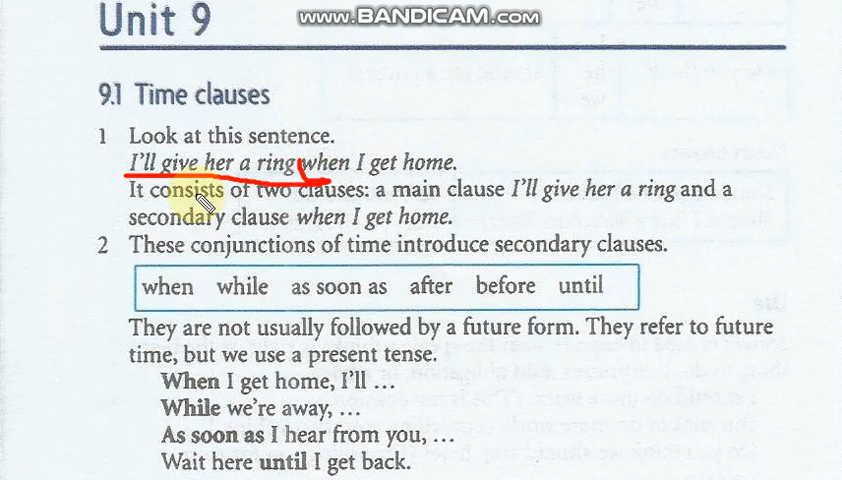 www.BANDICAM.com
Unit 9
9.1 Time clauses
1 Look at this sentence.
I'll give her a ring when I get home.
It consists of two clauses: a main clause I'll give her a ring and a
secondary clause when I get home.
2 These conjunctions of time introduce secondary clauses.
when while as soon as after before until
They are not usually followed by a future form. They refer to future
time, but we use a present tense.
When I get home, I'll ...
While we're away, ...
As soon as I hear from you, ...
Wait here until I get back.